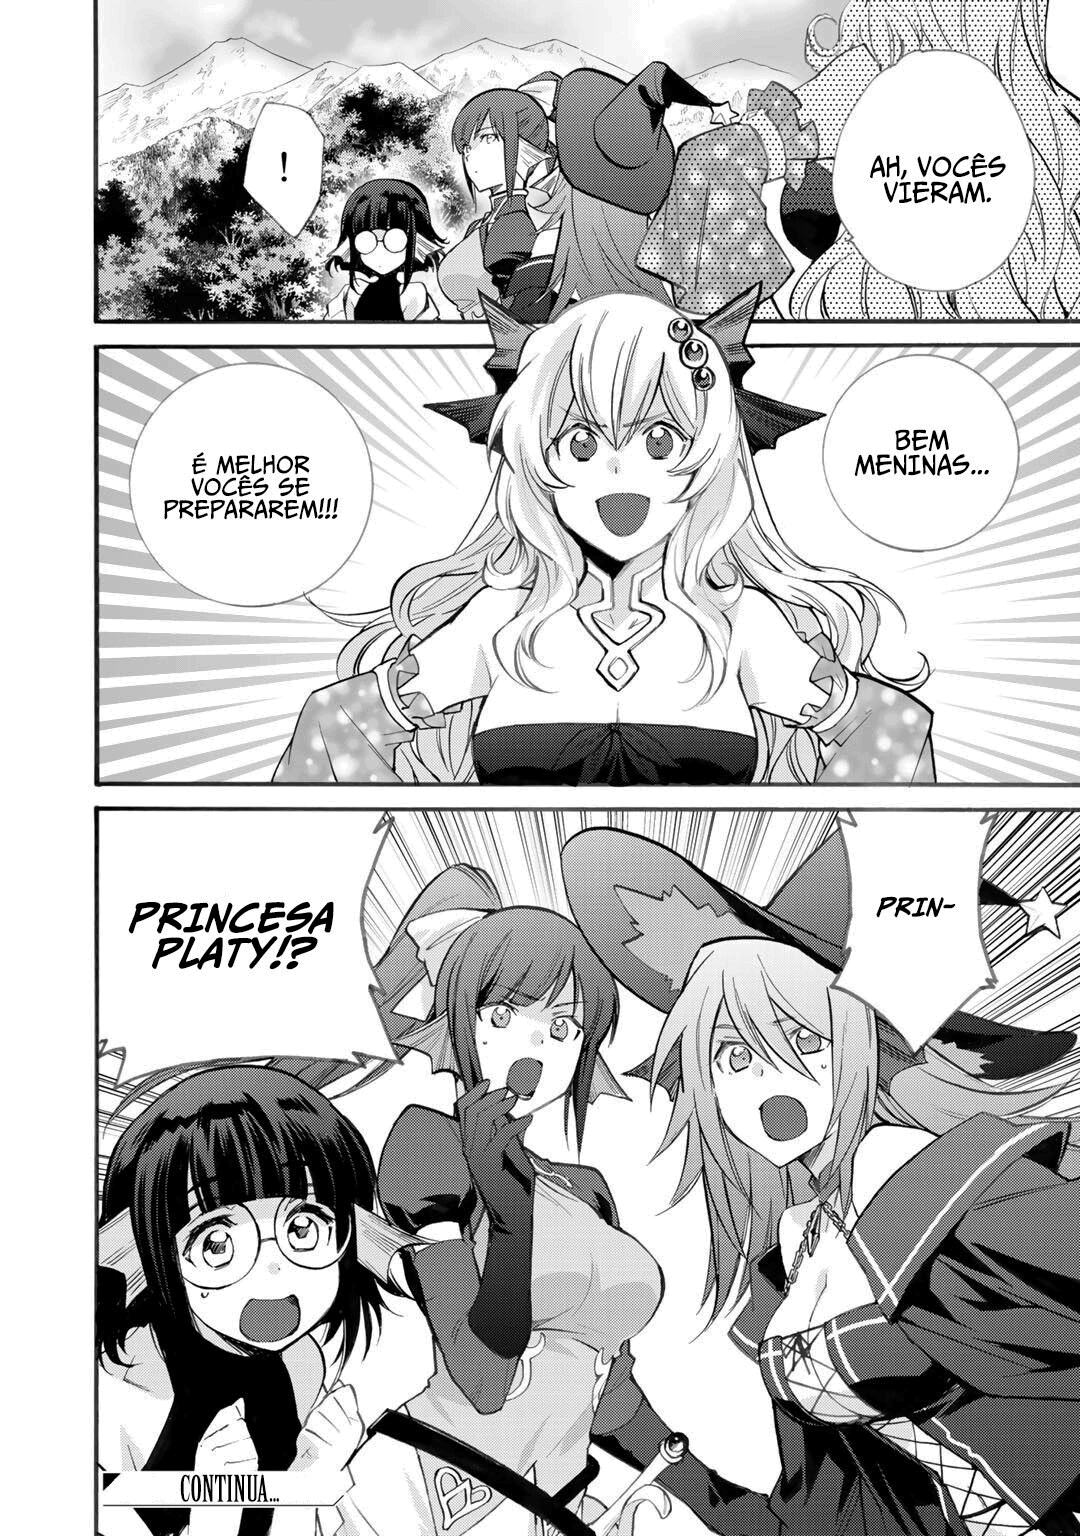 AH, VOCÊS
VIERAM.
!
BEM
MENINAS...
É MELHOR
VOCÊS SE
PREPARAREM!!!
PRIN-
PRINCESA
PLATY!?
CONTINUA...